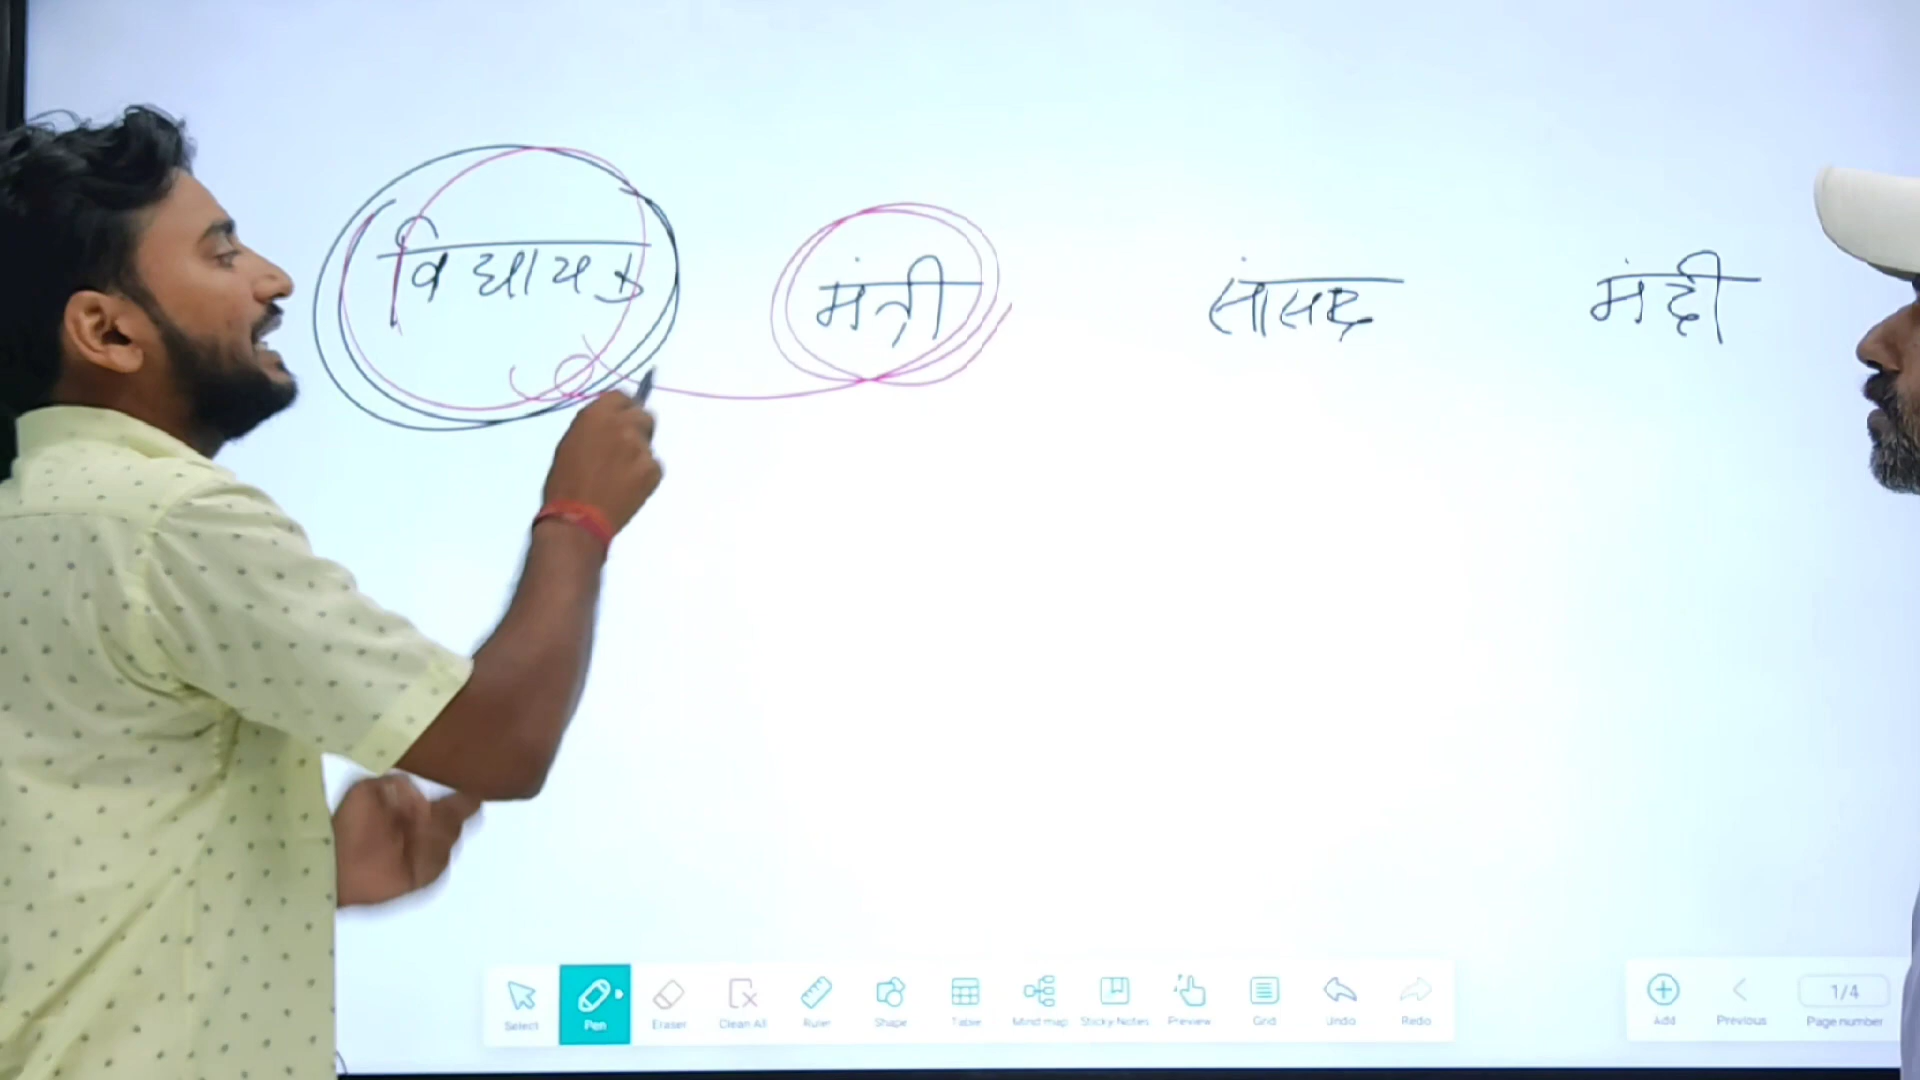 विधायक मंत्री सांसद मंत्री
Select Pen Eraser Clean All Ruler Shape Table Mind map Sticky Notes Preview Grid Undo Redo Add Previous 1/4 Page number